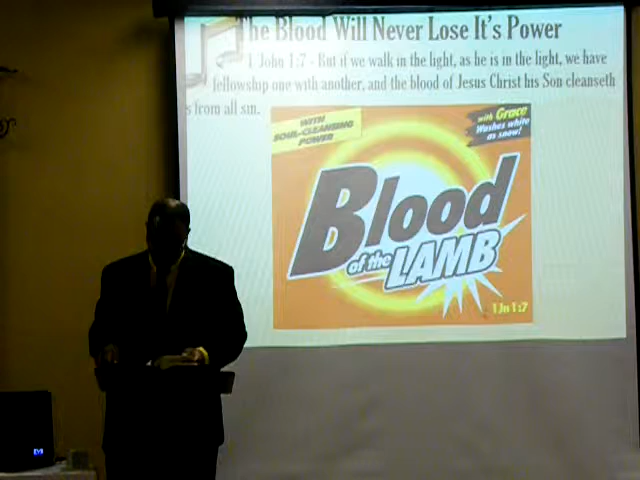 The Blood Will Never Lose It's Power
1 John 1:7 - But if we walk in the light, as he is in the light, we have
fellowship one with another, and the blood of Jesus Christ his Son cleanseth
s from all sin.
WITH
SOUL-CLEANSING
POWER
with Grace
Washes white
as snow!
Blood
of the LAMB
1 Jn 1:7